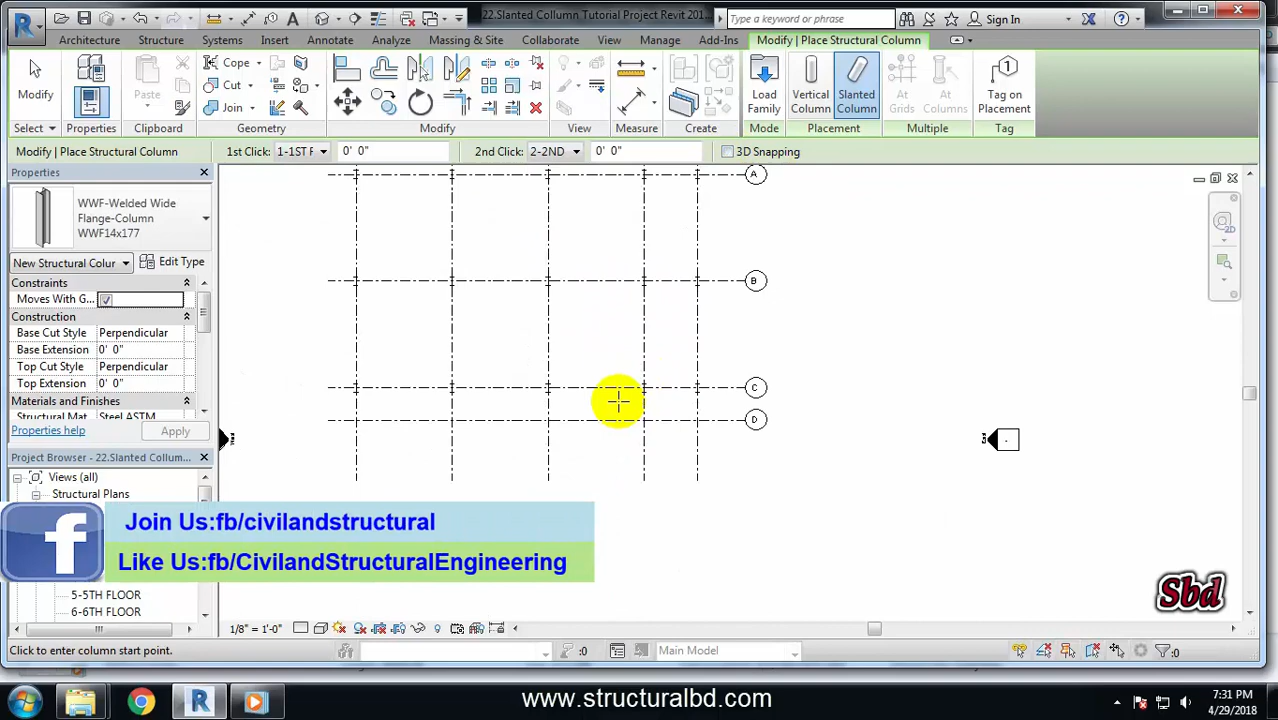 22.Slanted Collumn Tutorial Project Revit 201...
Type a keyword or phrase
Sign In
Architecture
Structure
Systems
Insert
Annotate
Analyze
Massing & Site
Collaborate
View
Manage
Add-Ins
Modify | Place Structural Column
Modify
Paste
Cope
Cut
Join
Load Family
Vertical Column
Slanted Column
At Grids
At Columns
Tag on Placement
Select
Properties
Clipboard
Geometry
Modify
View
Measure
Create
Mode
Placement
Multiple
Tag
Modify | Place Structural Column
1st Click:
1-1ST F
0' 0"
2nd Click:
2-2ND
0' 0"
3D Snapping
Properties
WWF-Welded Wide
Flange-Column
WWF14x177
New Structural Colur
Edit Type
Constraints
Moves With G...
Construction
Base Cut Style
Perpendicular
Base Extension
0' 0"
Top Cut Style
Perpendicular
Top Extension
0' 0"
Materials and Finishes
Structural Mat
Steel ASTM
Properties help
Apply
Project Browser - 22.Slanted Collum...
Views (all)
Structural Plans
5-5TH FLOOR
6-6TH FLOOR
A
B
C
D
f
Join Us:fb/civilandstructural
Like Us:fb/CivilandStructuralEngineering
Sbd
1/8" = 1'-0"
Click to enter column start point.
:0
Main Model
:0
www.structuralbd.com
7:31 PM
4/29/2018